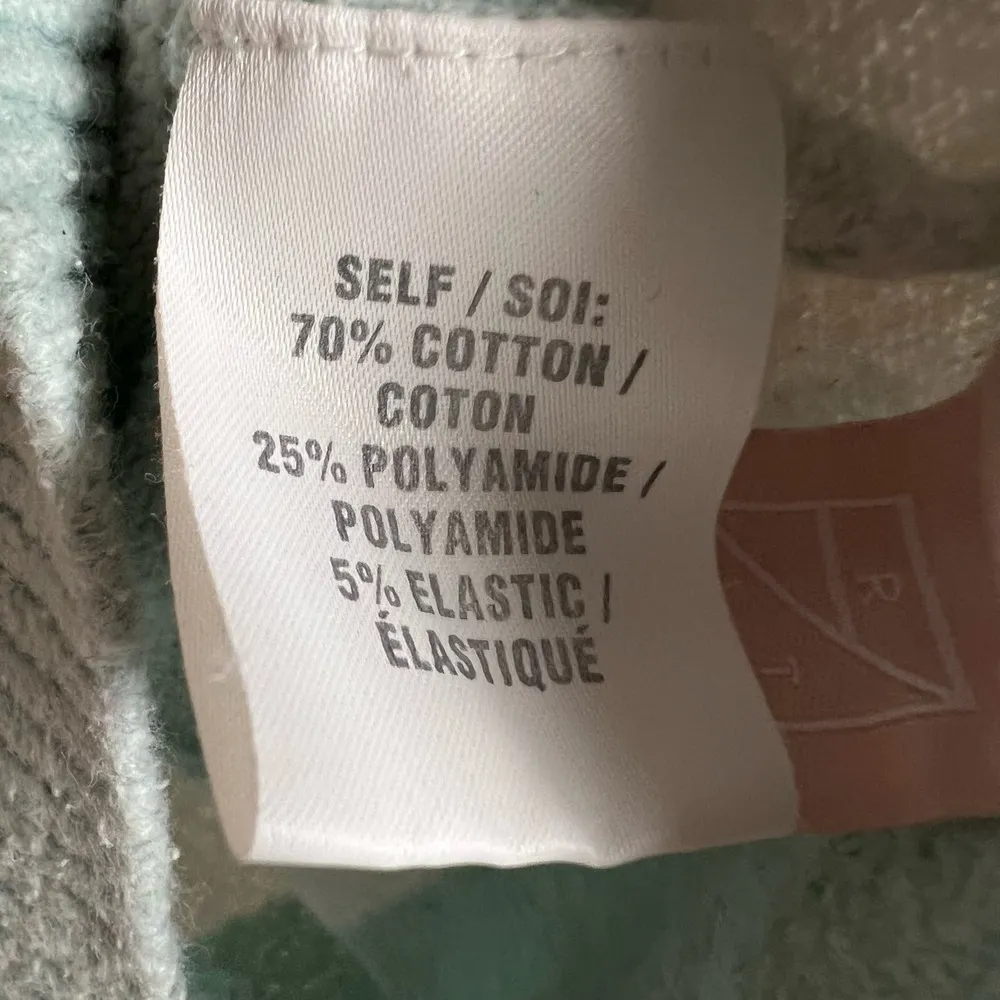 SELF / SOI:
70% COTTON /
COTON
25% POLYAMIDE /
POLYAMIDE
5% ELASTIC /
ÉLASTIQUÉ
R
T